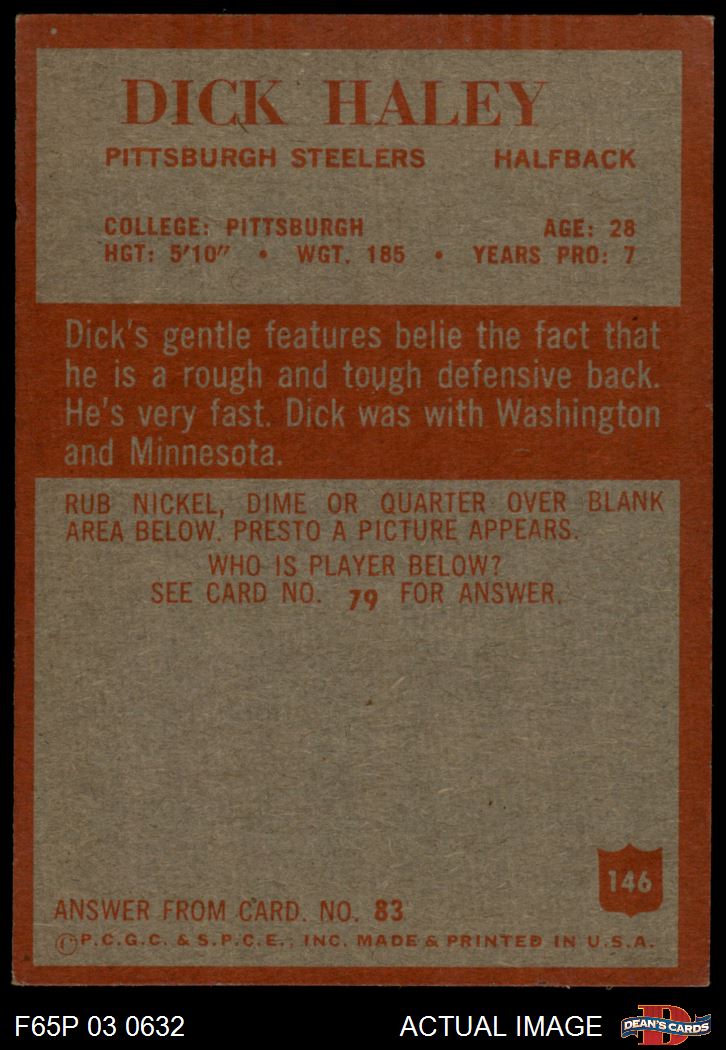 DICK HALEY
PITTSBURGH STEELERS HALFBACK
COLLEGE: PITTSBURGH AGE: 28
HGT: 5'10" • WGT. 185 • YEARS PRO: 7
Dick's gentle features belie the fact that
he is a rough and tough defensive back.
He's very fast. Dick was with Washington
and Minnesota.
RUB NICKEL, DIME OR QUARTER OVER BLANK
AREA BELOW. PRESTO A PICTURE APPEARS.
WHO IS PLAYER BELOW?
SEE CARD NO. 79 FOR ANSWER.
146
ANSWER FROM CARD. NO. 83
©P.C.G.C. & S.P.C.E., INC. MADE & PRINTED IN U.S.A.
F65P 03 0632 ACTUAL IMAGE
D
DEAN'S CARDS